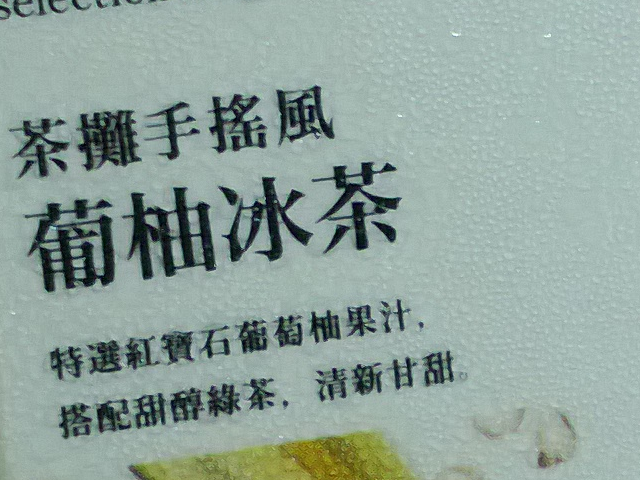 selection
茶攤手搖風
葡柚冰茶
特選紅寶石葡萄柚果汁，
搭配甜醇綠茶，清新甘甜。